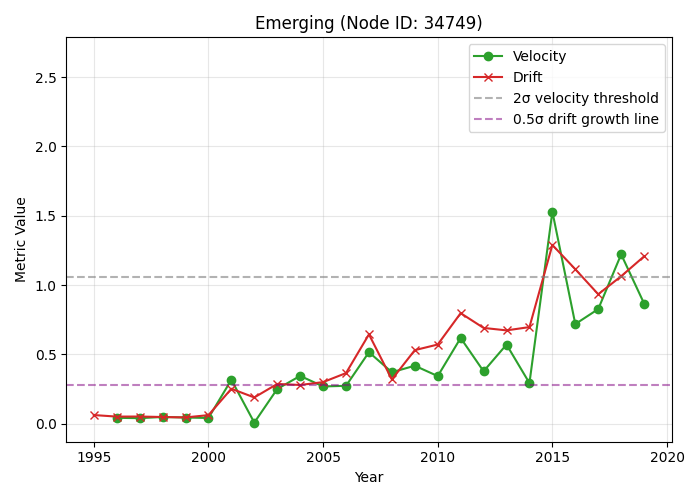 Emerging (Node ID: 34749)
Velocity
Drift
2σ velocity threshold
0.5σ drift growth line
Metric Value
2.5
2.0
1.5
1.0
0.5
0.0
1995
2000
2005
2010
2015
2020
Year